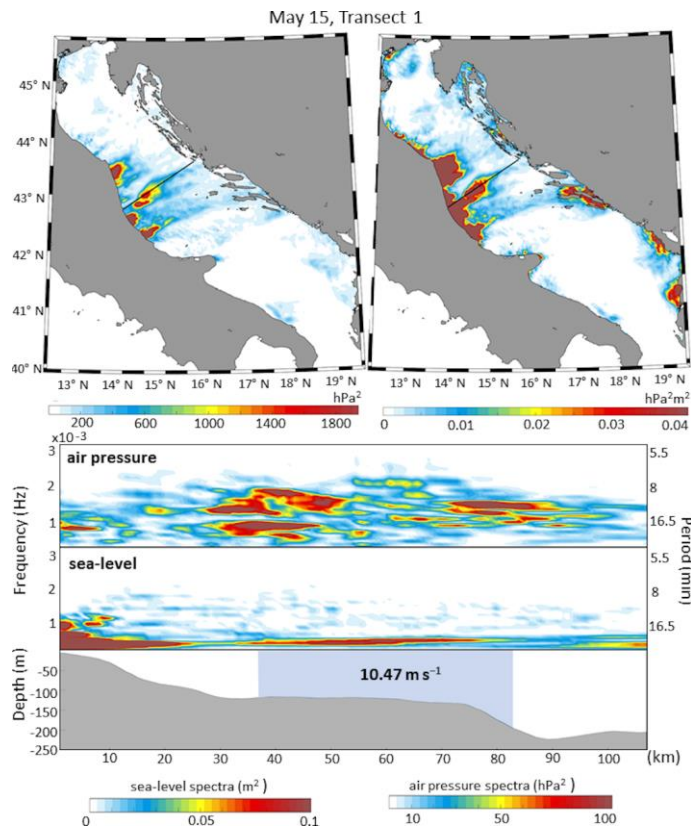 May 15, Transect 1
45° N
44° N
43° N
42° N
41° N
40° N
13° N 14° N 15° N 16° N 17° N 18° N 19° N
13° N 14° N 15° N 16° N 17° N 18° N 19° N
hPa² hPa²m²
200 600 1000 1400 1800
0 0.01 0.02 0.03 0.04
x10⁻³
3
2
1
air pressure
5.5
8
16.5
Frequency (Hz)
Period (min)
3
2
1
sea-level
5.5
8
16.5
Depth (m)
-50
-100
-150
-200
-250
10.47 m s⁻¹
10 20 30 40 50 60 70 80 90 100 (km)
sea-level spectra (m²) air pressure spectra (hPa²)
0 0.05 0.1 10 50 100